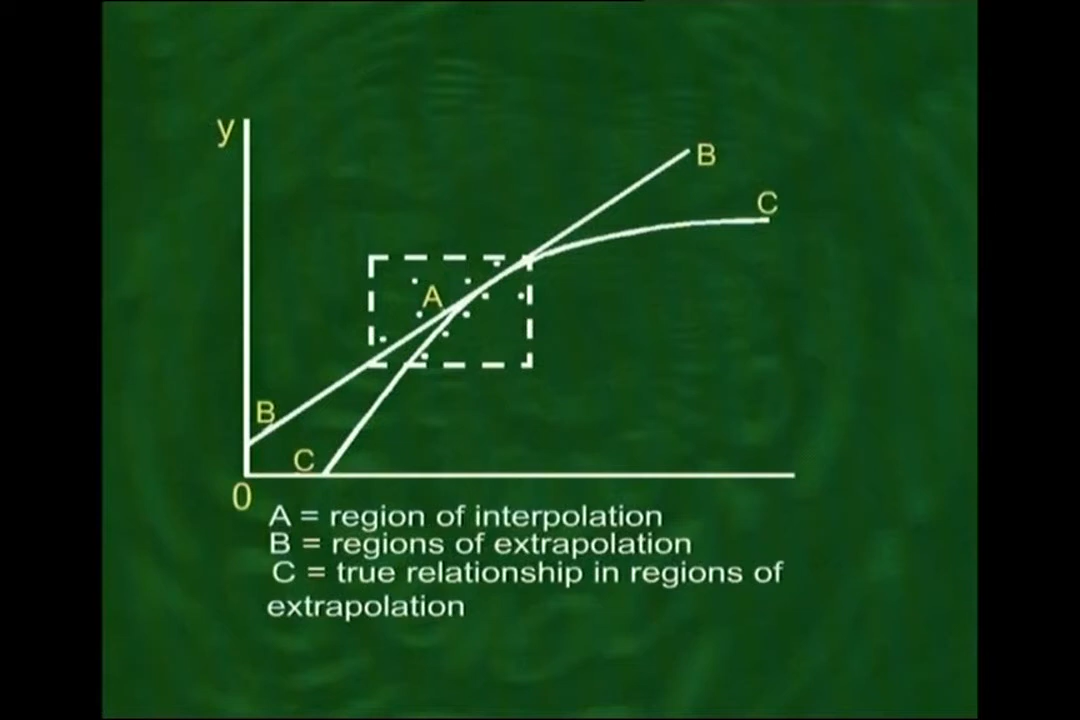 y
B
C
A
B
C
0
A = region of interpolation
B = regions of extrapolation
C = true relationship in regions of
extrapolation